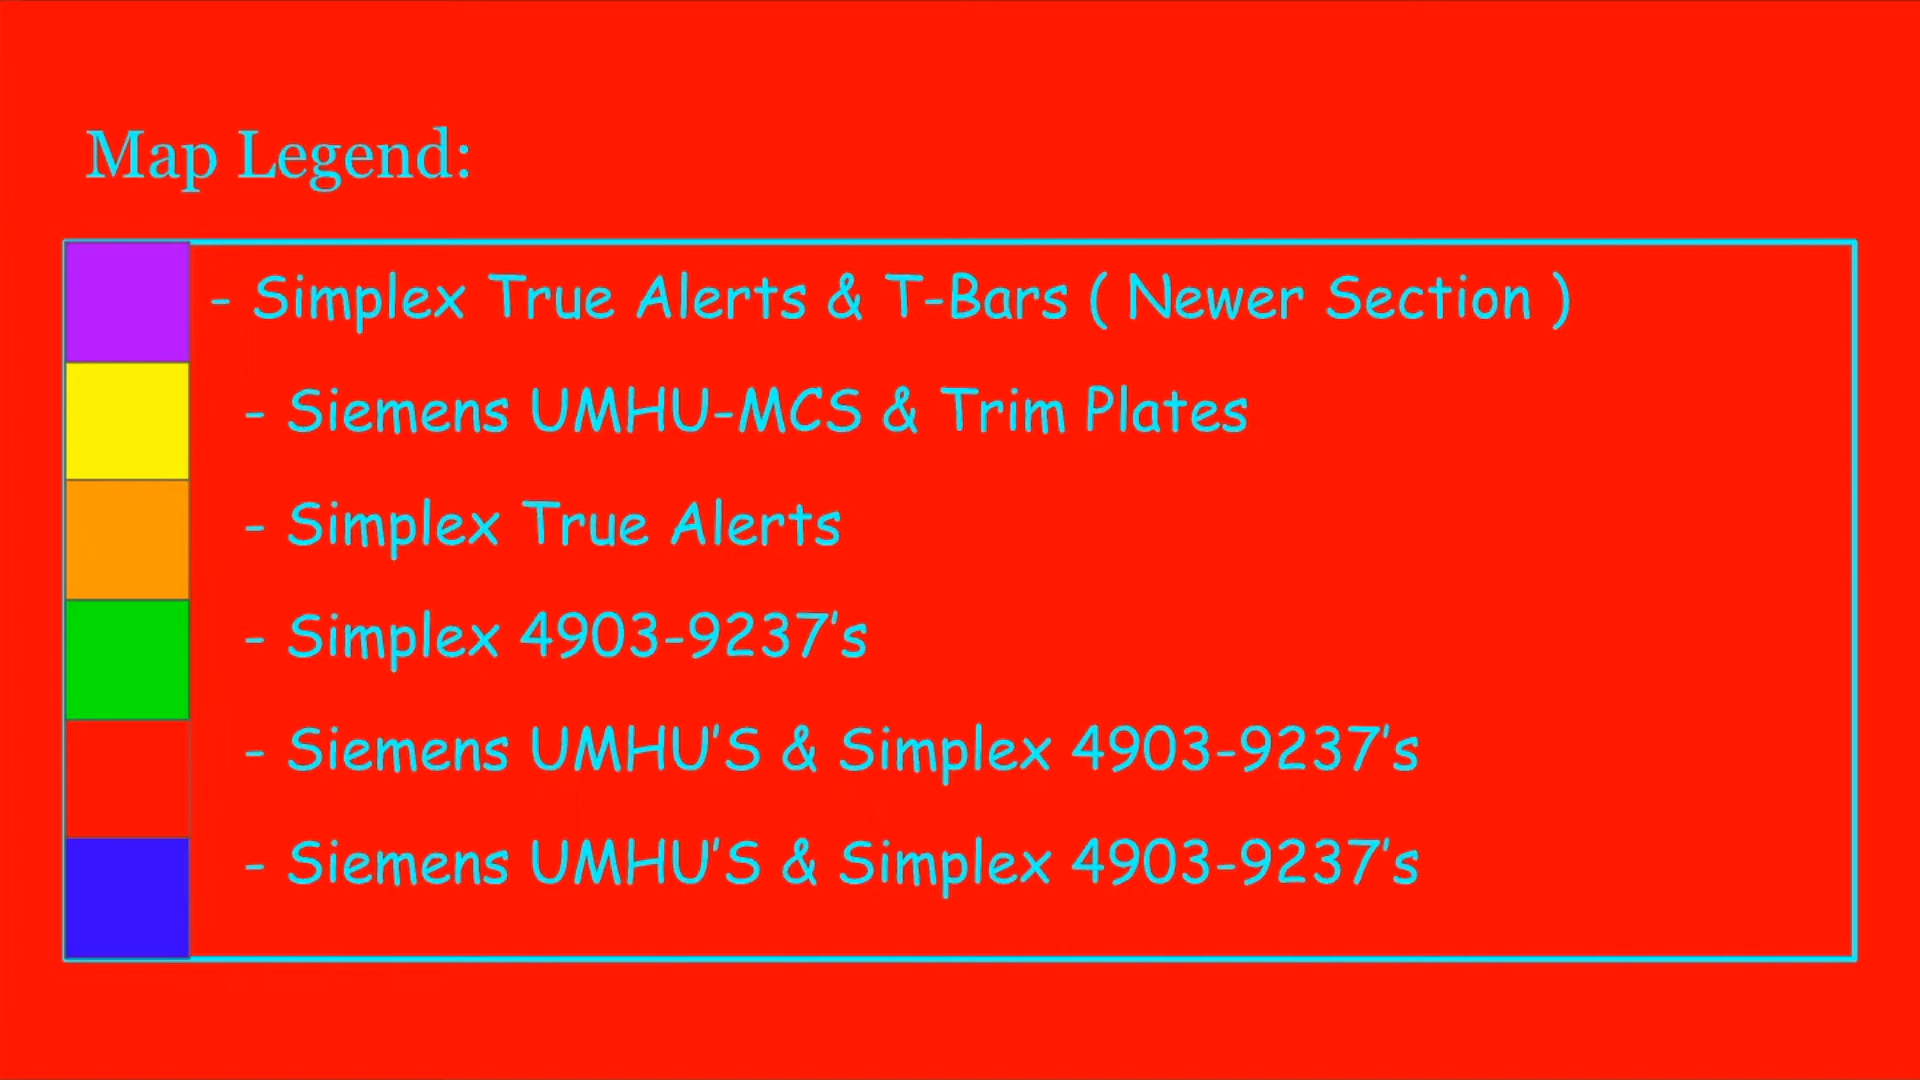 Map Legend:
- Simplex True Alerts & T-Bars ( Newer Section )
- Siemens UMHU-MCS & Trim Plates
- Simplex True Alerts
- Simplex 4903-9237's
- Siemens UMHU'S & Simplex 4903-9237's
- Siemens UMHU'S & Simplex 4903-9237's